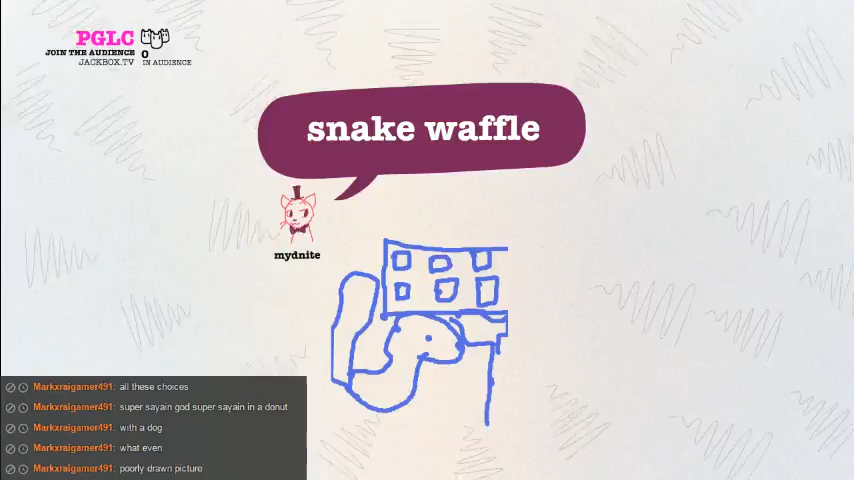 PGLC
JOIN THE AUDIENCE
JACKBOX.TV
0
IN AUDIENCE
snake waffle
mydnite
Markxraigamer491: all these choices
Markxraigamer491: super sayain god super sayain in a donut
Markxraigamer491: with a dog
Markxraigamer491: what even
Markxraigamer491: poorly drawn picture